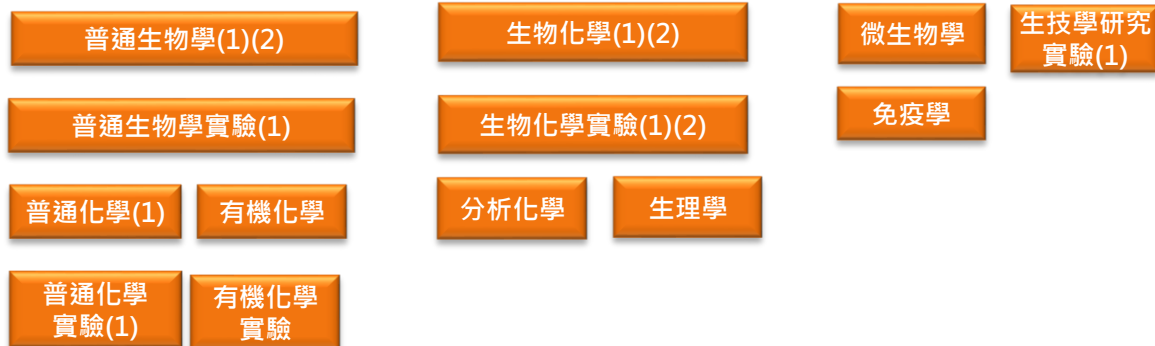 普通生物學(1)(2)
普通生物學實驗(1)
普通化學(1)
有機化學
普通化學
實驗(1)
有機化學
實驗
生物化學(1)(2)
生物化學實驗(1)(2)
分析化學
生理學
微生物學
生技學研究
實驗(1)
免疫學